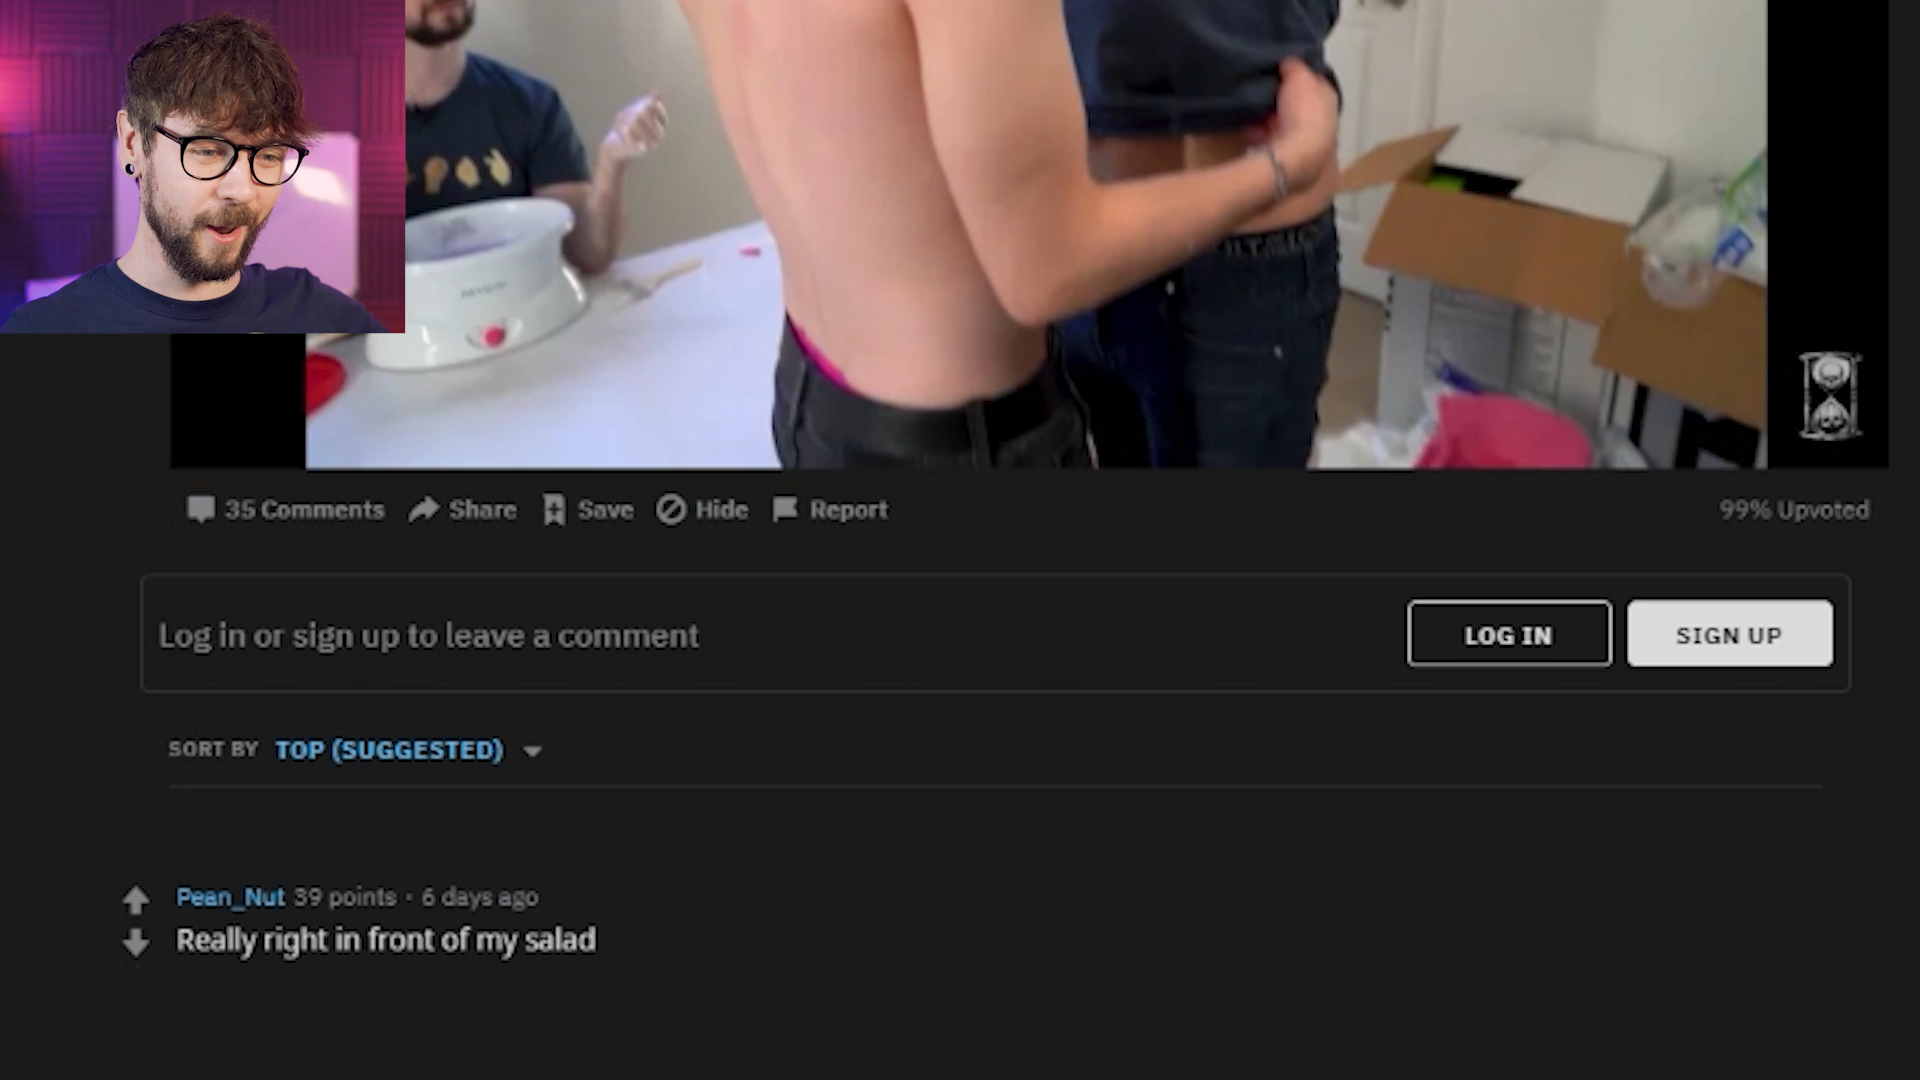 35 Comments Share Save Hide Report 99% Upvoted
Log in or sign up to leave a comment LOG IN SIGN UP
SORT BY TOP (SUGGESTED)
Pean_Nut 39 points · 6 days ago
Really right in front of my salad